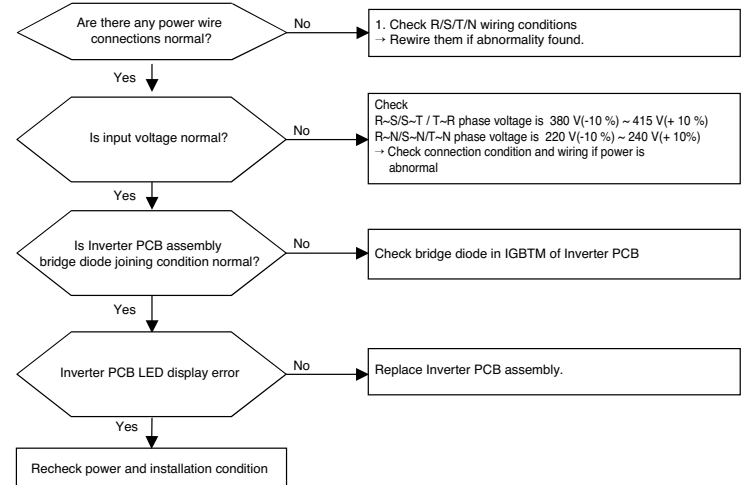 Are there any power wire
connections normal?
No
1. Check R/S/T/N wiring conditions
→ Rewire them if abnormality found.
Yes
Is input voltage normal?
No
Check
R~S/S~T / T~R phase voltage is 380 V(-10 %) ~ 415 V(+ 10 %)
R~N/S~N/T~N phase voltage is 220 V(-10 %) ~ 240 V(+ 10%)
→ Check connection condition and wiring if power is
abnormal
Yes
Is Inverter PCB assembly
bridge diode joining condition normal?
No
Check bridge diode in IGBTM of Inverter PCB
Yes
Inverter PCB LED display error
No
Replace Inverter PCB assembly.
Yes
Recheck power and installation condition